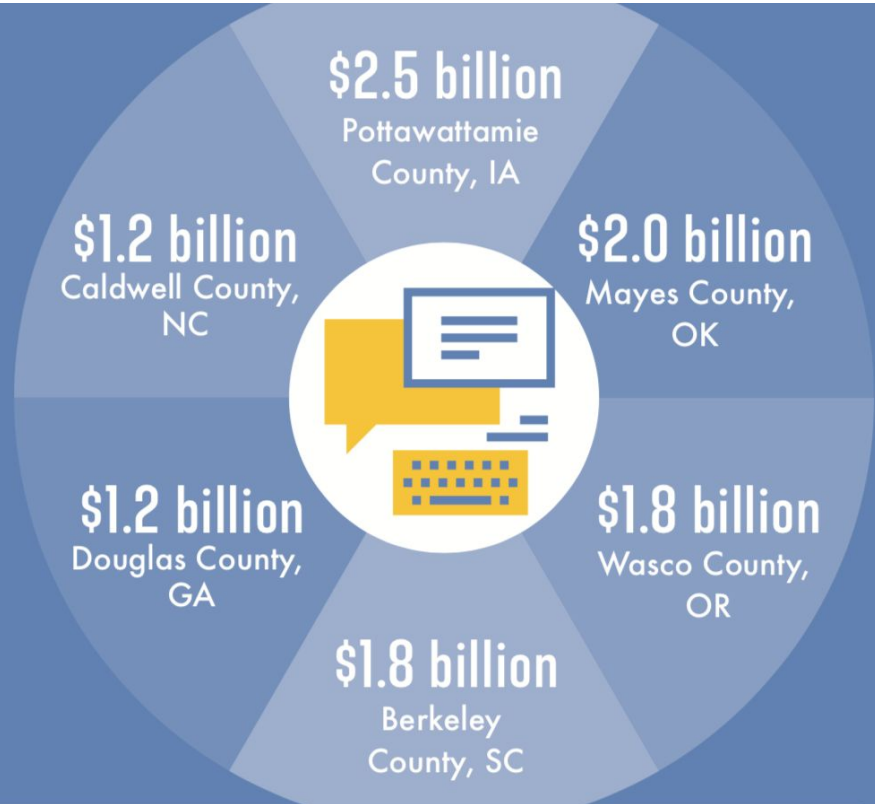 $2.5 billion
Pottawattamie
County, IA
$2.0 billion
Mayes County,
OK
$1.8 billion
Wasco County,
OR
$1.8 billion
Berkeley
County, SC
$1.2 billion
Douglas County,
GA
$1.2 billion
Caldwell County,
NC